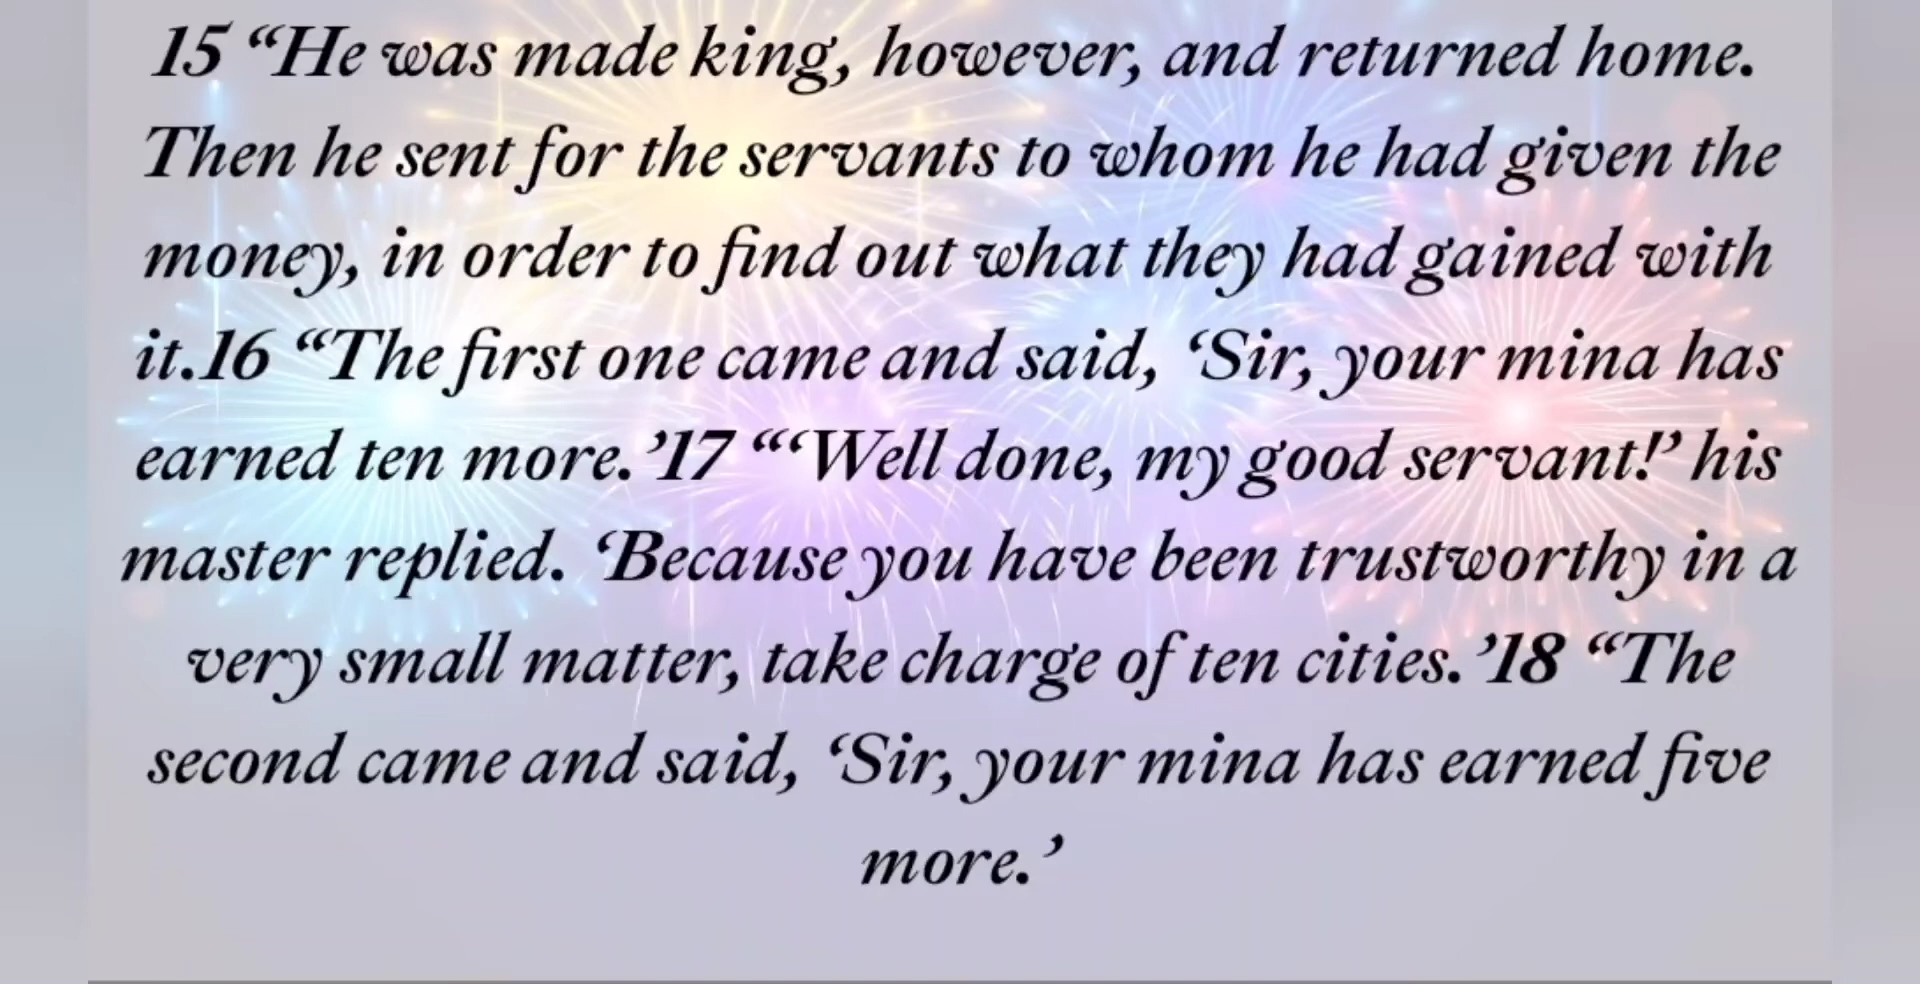 15 “He was made king, however, and returned home.
Then he sent for the servants to whom he had given the
money, in order to find out what they had gained with
it.16 “The first one came and said, ‘Sir, your mina has
earned ten more.’17 “‘Well done, my good servant!’ his
master replied. ‘Because you have been trustworthy in a
very small matter, take charge of ten cities.’18 “The
second came and said, ‘Sir, your mina has earned five
more.’